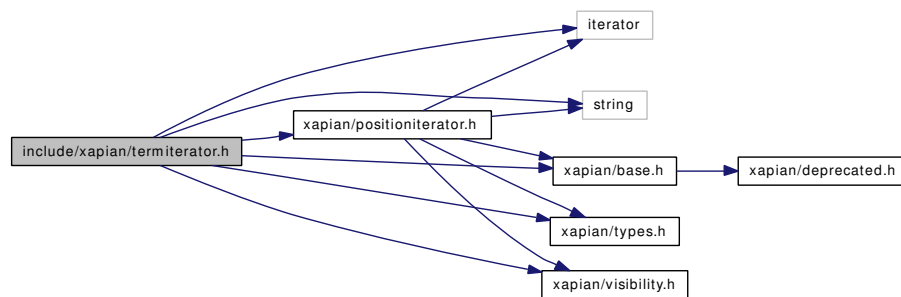 iterator
string
xapian/positioniterator.h
include/xapian/termiterator.h
xapian/base.h
xapian/deprecated.h
xapian/types.h
xapian/visibility.h